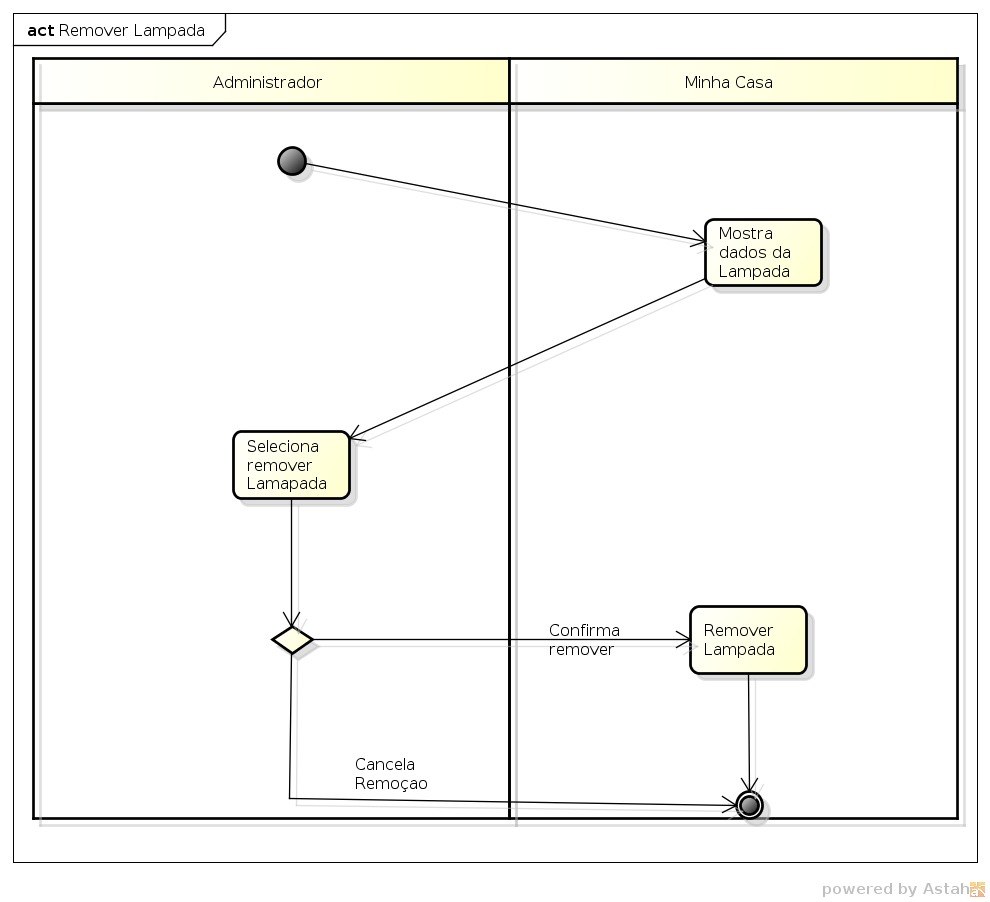 act Remover Lampada
Administrador
Minha Casa
Mostra
dados da
Lampada
Seleciona
remover
Lamapada
Confirma
remover
Remover
Lampada
Cancela
Remoçao
powered by Astah